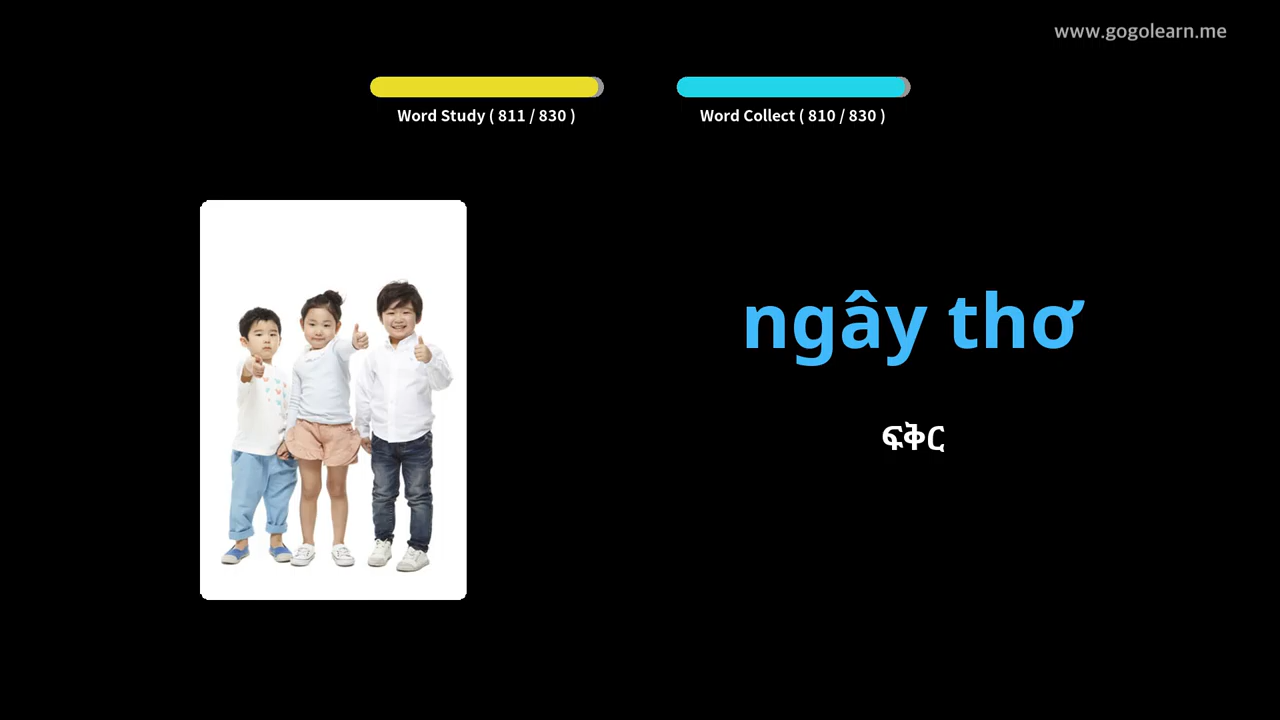 www.gogolearn.me
Word Study ( 811 / 830 )
Word Collect ( 810 / 830 )
ngây thơ
ፍቅር